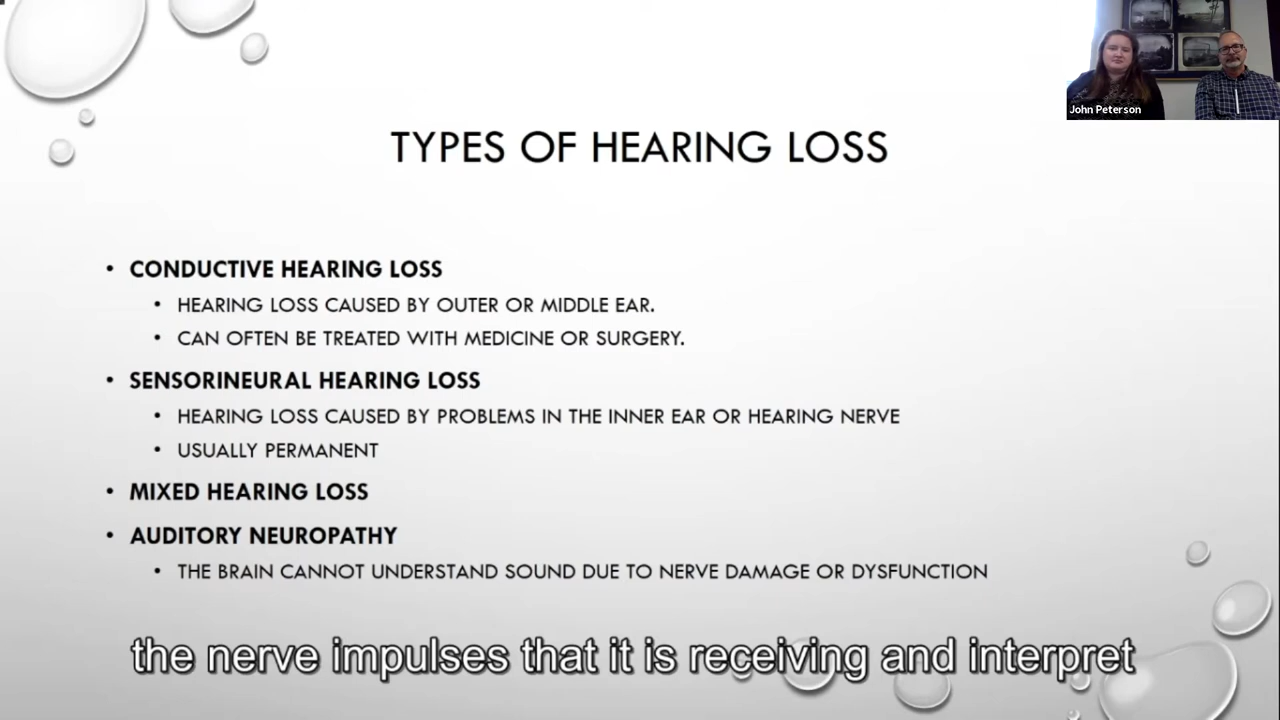 John Peterson
TYPES OF HEARING LOSS
• CONDUCTIVE HEARING LOSS
• HEARING LOSS CAUSED BY OUTER OR MIDDLE EAR.
• CAN OFTEN BE TREATED WITH MEDICINE OR SURGERY.
• SENSORINEURAL HEARING LOSS
• HEARING LOSS CAUSED BY PROBLEMS IN THE INNER EAR OR HEARING NERVE
• USUALLY PERMANENT
• MIXED HEARING LOSS
• AUDITORY NEUROPATHY
• THE BRAIN CANNOT UNDERSTAND SOUND DUE TO NERVE DAMAGE OR DYSFUNCTION
the nerve impulses that it is receiving and interpret